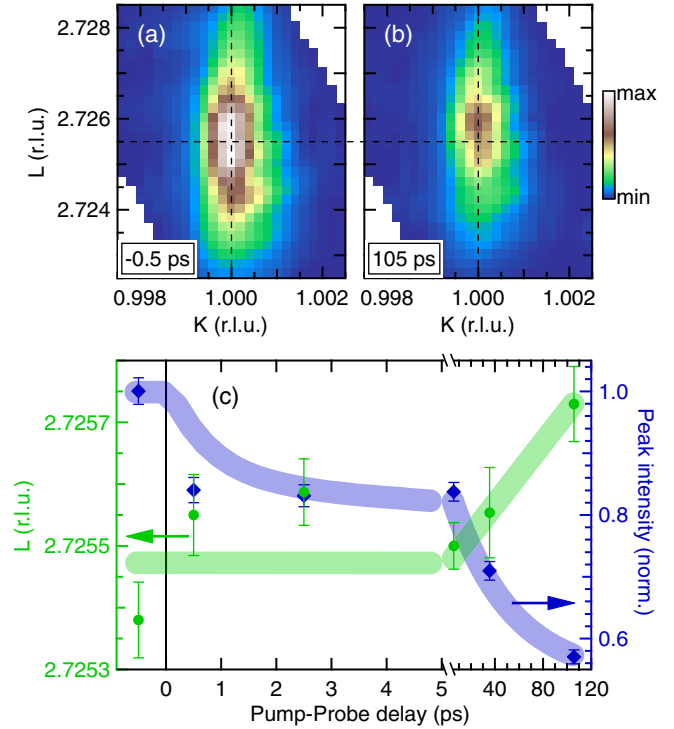 (a)
(b)
2.728
2.726
2.724
L (r.l.u.)
-0.5 ps
105 ps
max
min
0.998 1.000 1.002
0.998 1.000 1.002
K (r.l.u.)
K (r.l.u.)
(c)
2.7257
2.7255
2.7253
L (r.l.u.)
1.0
0.8
0.6
Peak intensity (norm.)
0 1 2 3 4 5 40 80 120
Pump-Probe delay (ps)